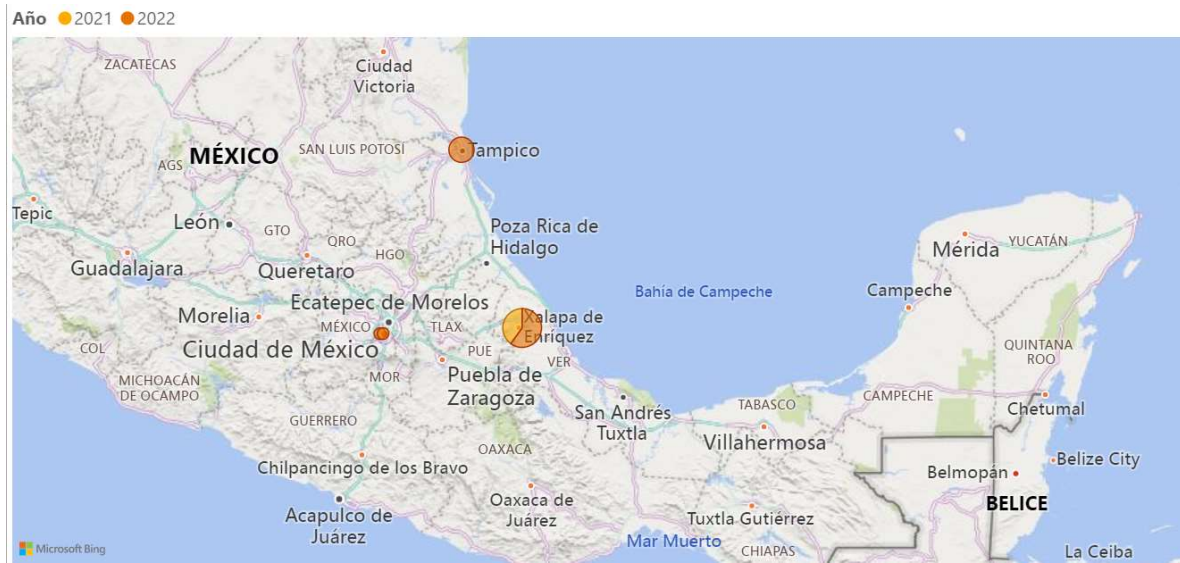 Año 2021 2022
ZACATECAS
Ciudad
Victoria
MÉXICO
SAN LUIS POTOSÍ
Tampico
AGS
Tepic
León
GTO
QRO
HGO
Poza Rica de
Hidalgo
Guadalajara
Queretaro
Mérida
YUCATÁN
Ecatepec de Morelos
Bahía de Campeche
Campeche
Morelia
MÉXICO
TLAX
Xalapa de
Enríquez
COL
Ciudad de México
PUE
VER
QUINTANA
ROO
MICHOACÁN
DE OCAMPO
MOR
Puebla de
Zaragoza
GUERRERO
San Andrés
Tuxtla
TABASCO
CAMPECHE
Chetumal
Villahermosa
OAXACA
Chilpancingo de los Bravo
Belmopán
Belize City
Acapulco de
Juárez
Oaxaca de
Juárez
Tuxtla Gutiérrez
BELICE
Mar Muerto
CHIAPAS
La Ceiba
Microsoft Bing